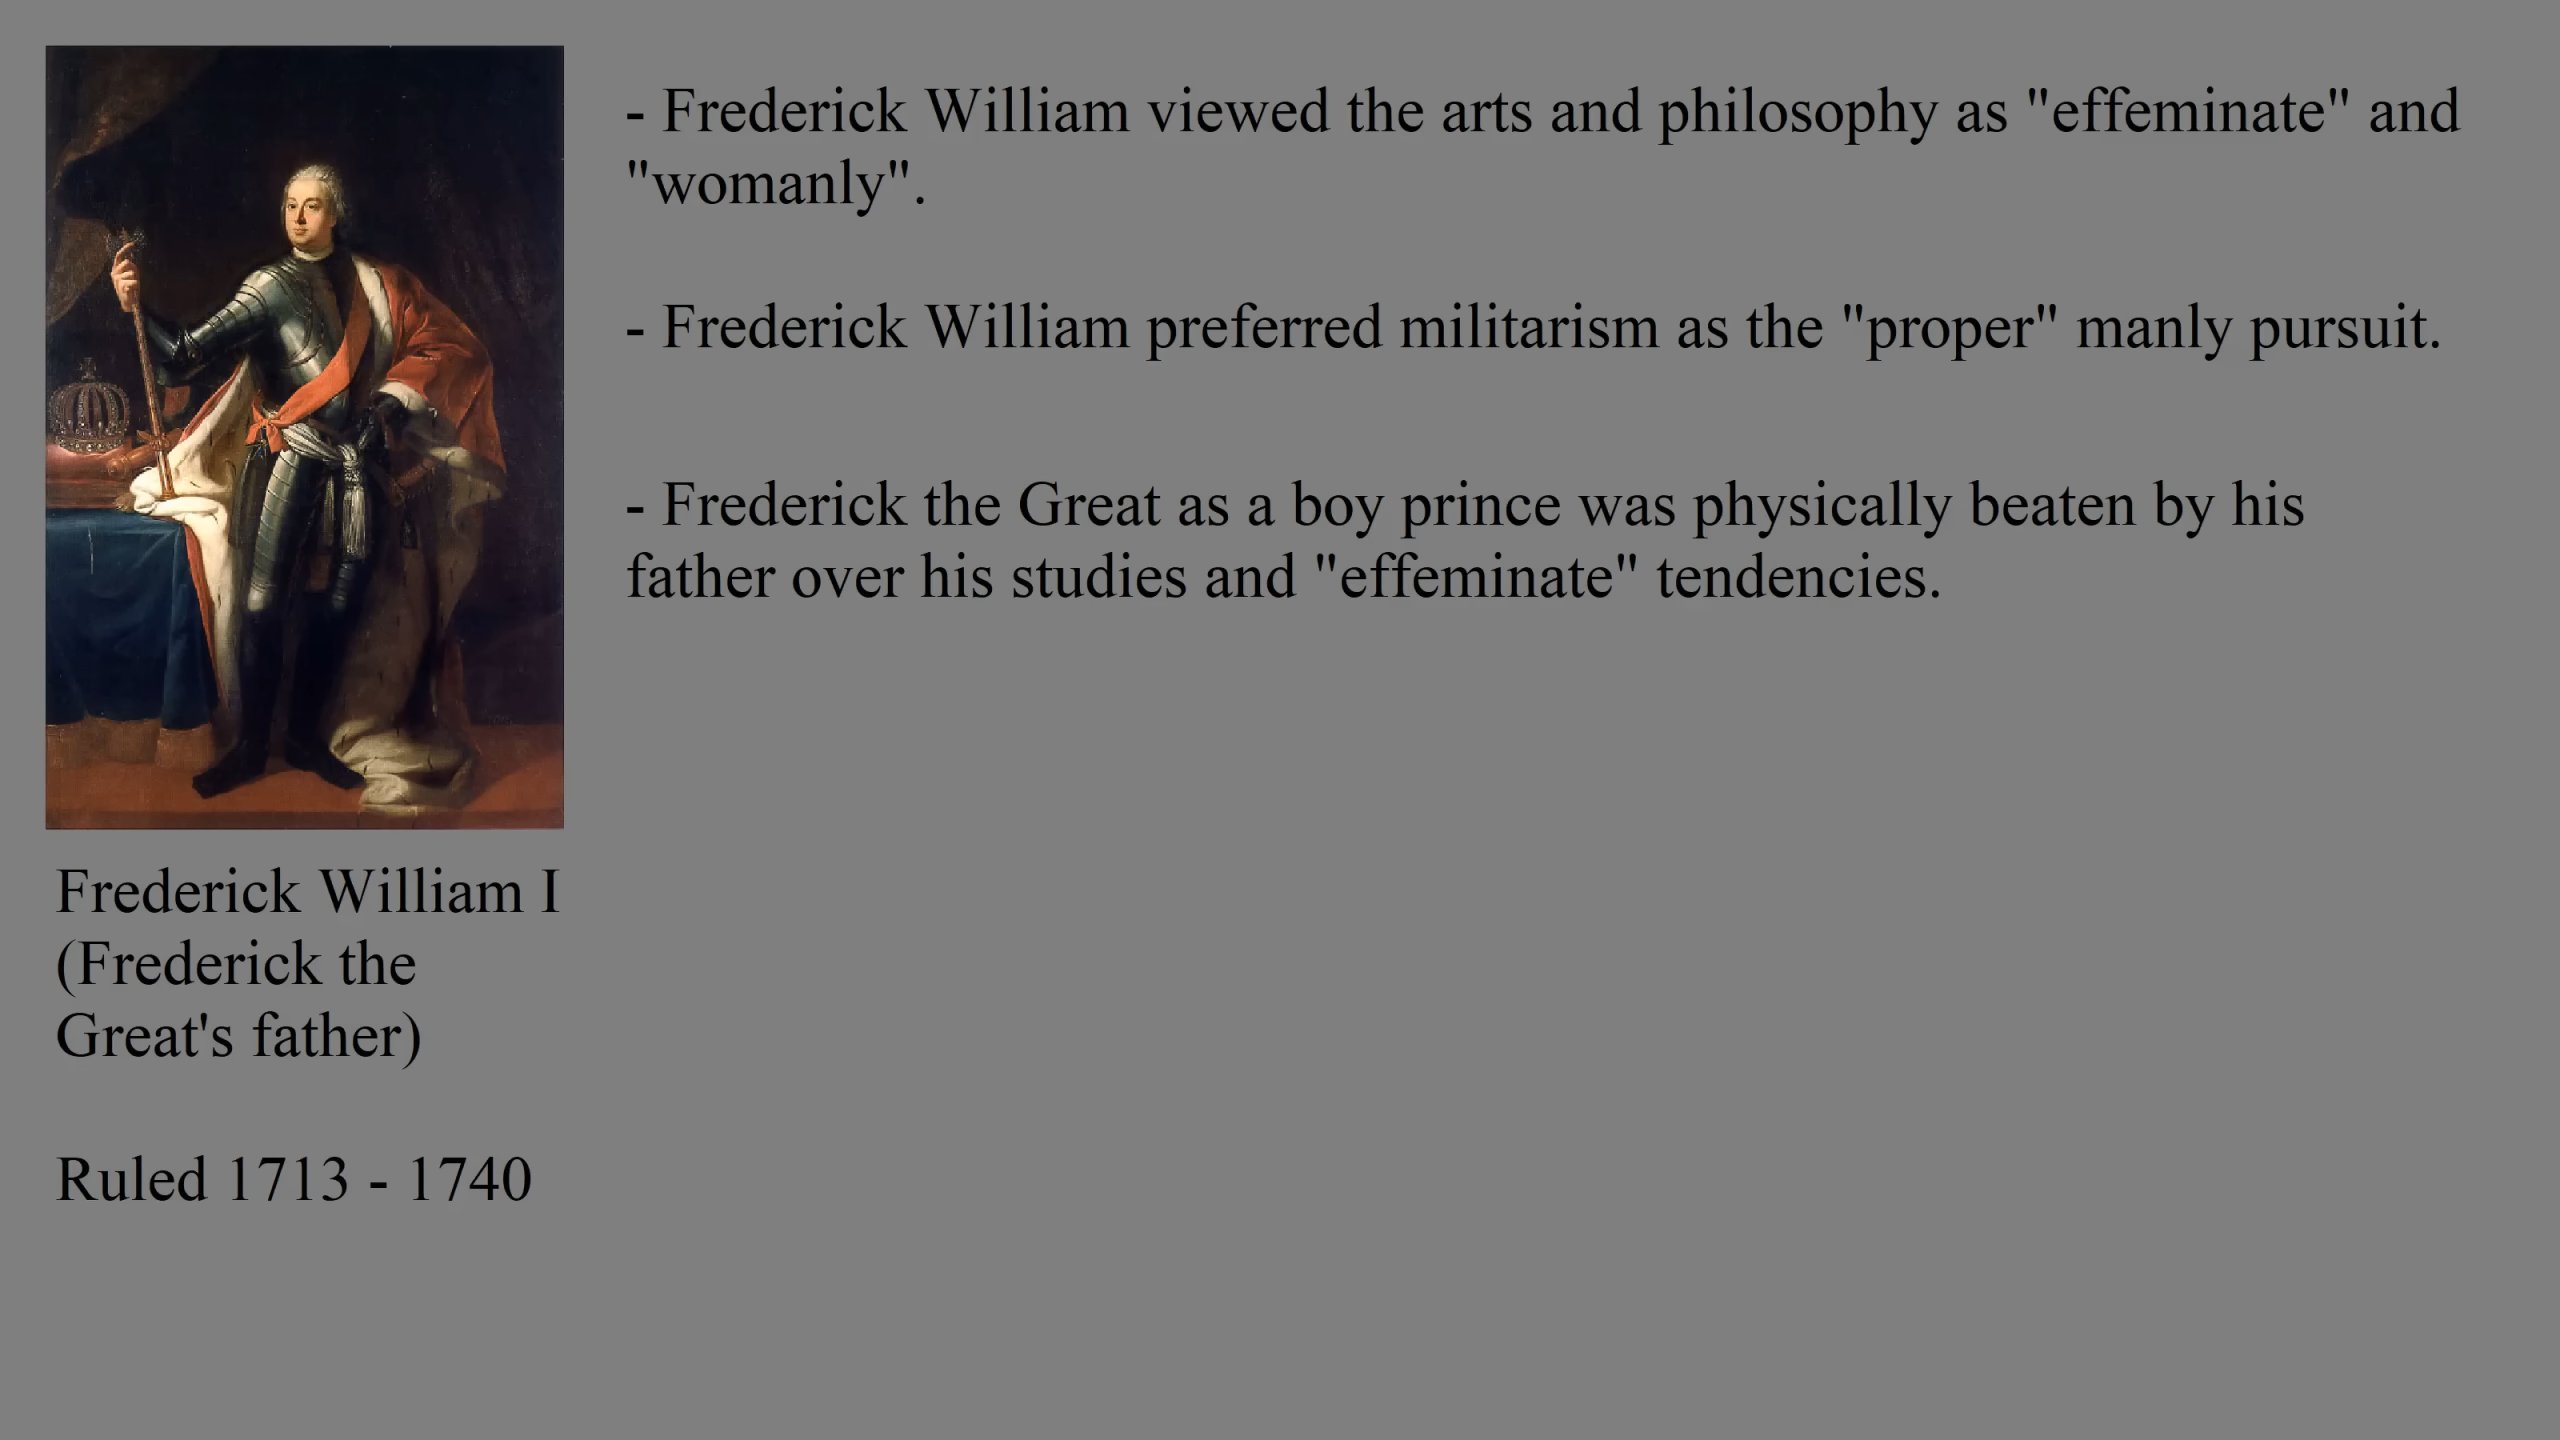 - Frederick William viewed the arts and philosophy as "effeminate" and
"womanly".
- Frederick William preferred militarism as the "proper" manly pursuit.
- Frederick the Great as a boy prince was physically beaten by his
father over his studies and "effeminate" tendencies.
Frederick William I
(Frederick the
Great's father)
Ruled 1713 - 1740